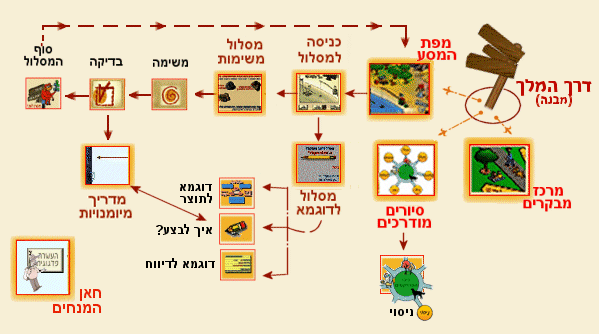 מפת
המסע
כניסה
למסלול
מסלול
משימות
משימה
בדיקה
סוף
המסלול
דרך המלך
(מבנה)
מרכז
מבקרים
סיורים
מודרכים
ניסוי
מסלול
לדוגמא
דוגמא
לתוצר
איך לבצע?
דוגמא לדיווח
מדריך
מיומנויות
העשרה
חאן
המנחים